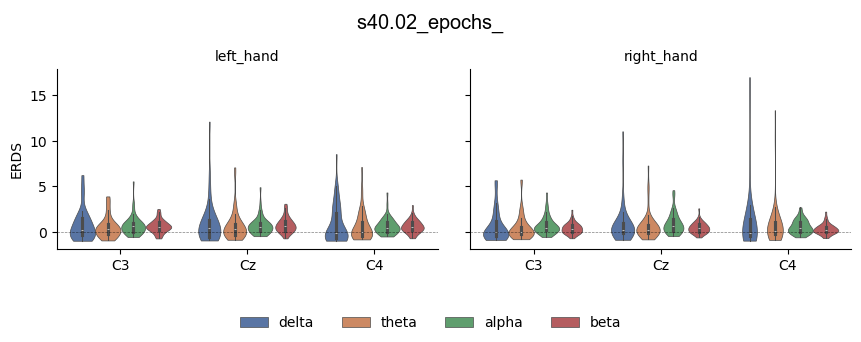 s40.02_epochs_
left_hand
right_hand
ERDS
15
10
5
0
C3 Cz C4
C3 Cz C4
delta theta alpha beta